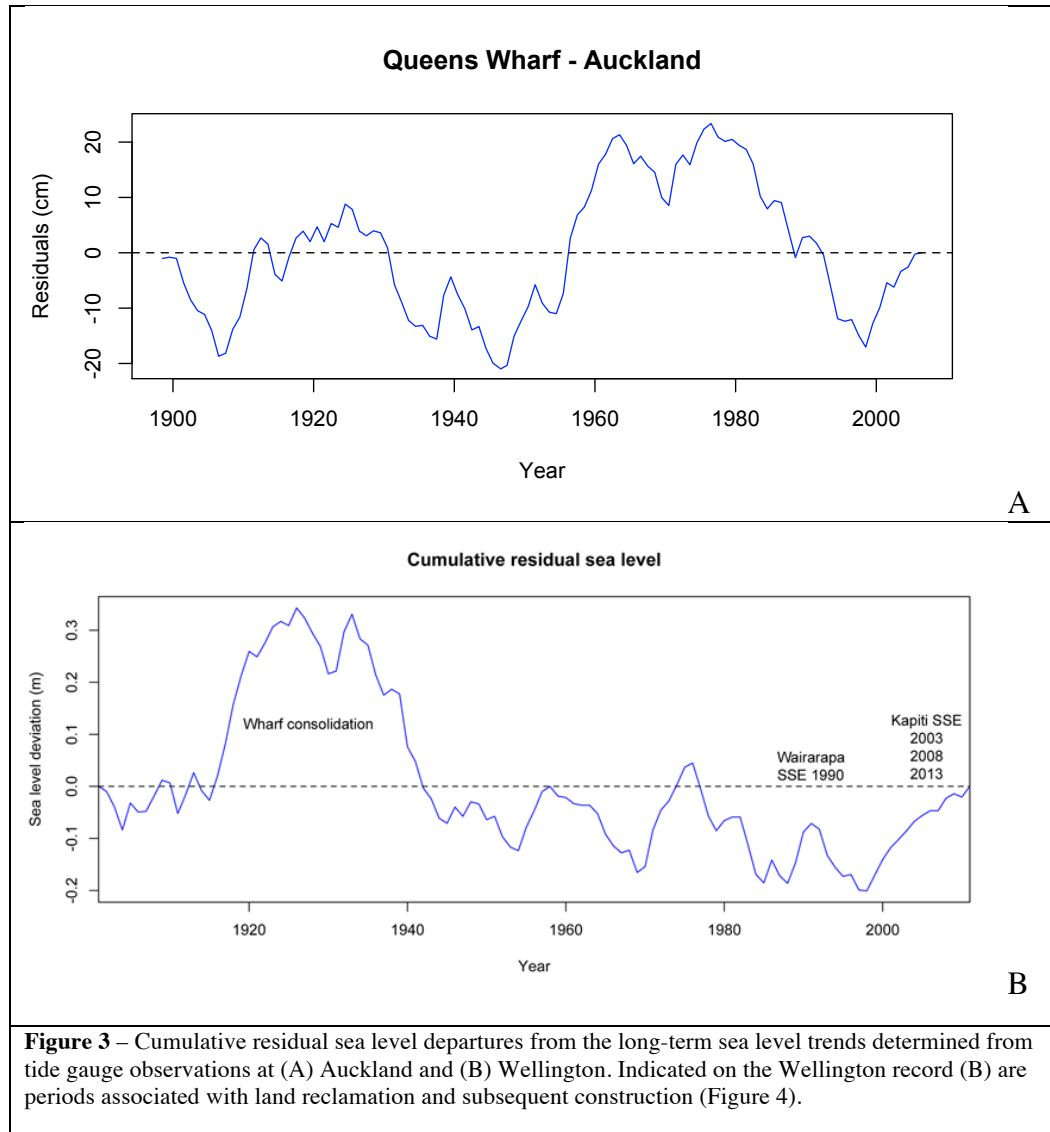 Queens Wharf - Auckland
20
10
0
-10
-20
Residuals (cm)
1900
1920
1940
1960
1980
2000
Year
A
Cumulative residual sea level
0.3
0.2
0.1
0.0
-0.1
-0.2
Sea level deviation (m)
Wharf consolidation
Wairarapa
SSE 1990
Kapiti SSE
2003
2008
2013
1920
1940
1960
1980
2000
Year
B
Figure 3 – Cumulative residual sea level departures from the long-term sea level trends determined from
tide gauge observations at (A) Auckland and (B) Wellington. Indicated on the Wellington record (B) are
periods associated with land reclamation and subsequent construction (Figure 4).